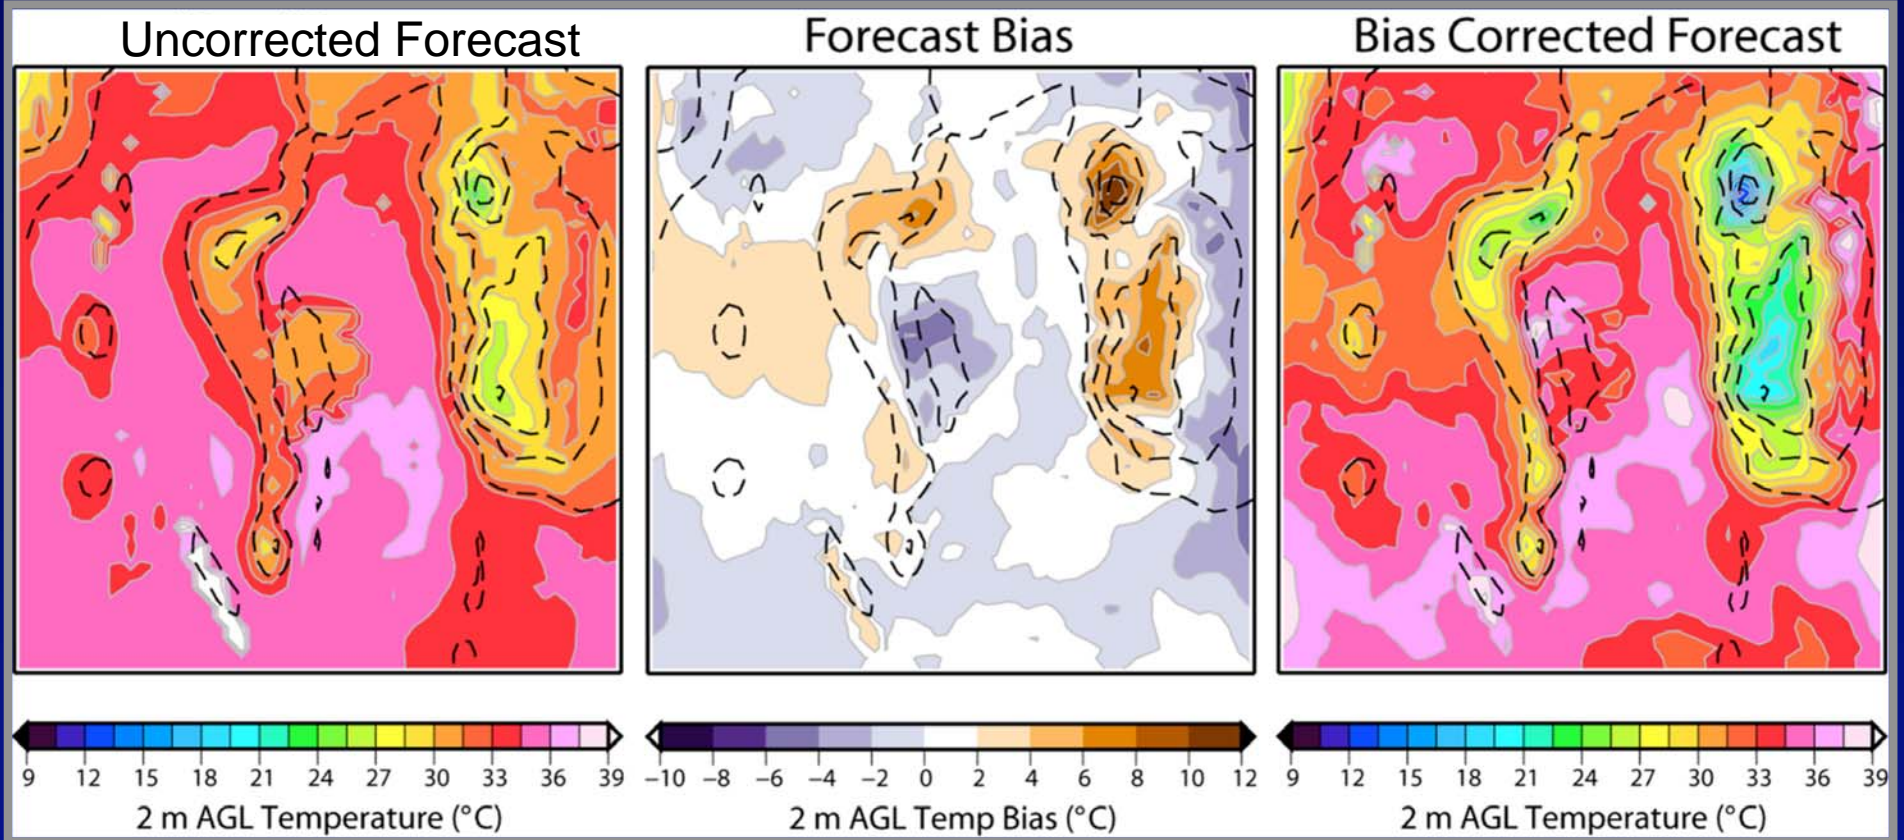 Uncorrected Forecast
Forecast Bias
Bias Corrected Forecast
9 12 15 18 21 24 27 30 33 36 39
2 m AGL Temperature (°C)
−10 −8 −6 −4 −2 0 2 4 6 8 10 12
2 m AGL Temp Bias (°C)
9 12 15 18 21 24 27 30 33 36 39
2 m AGL Temperature (°C)